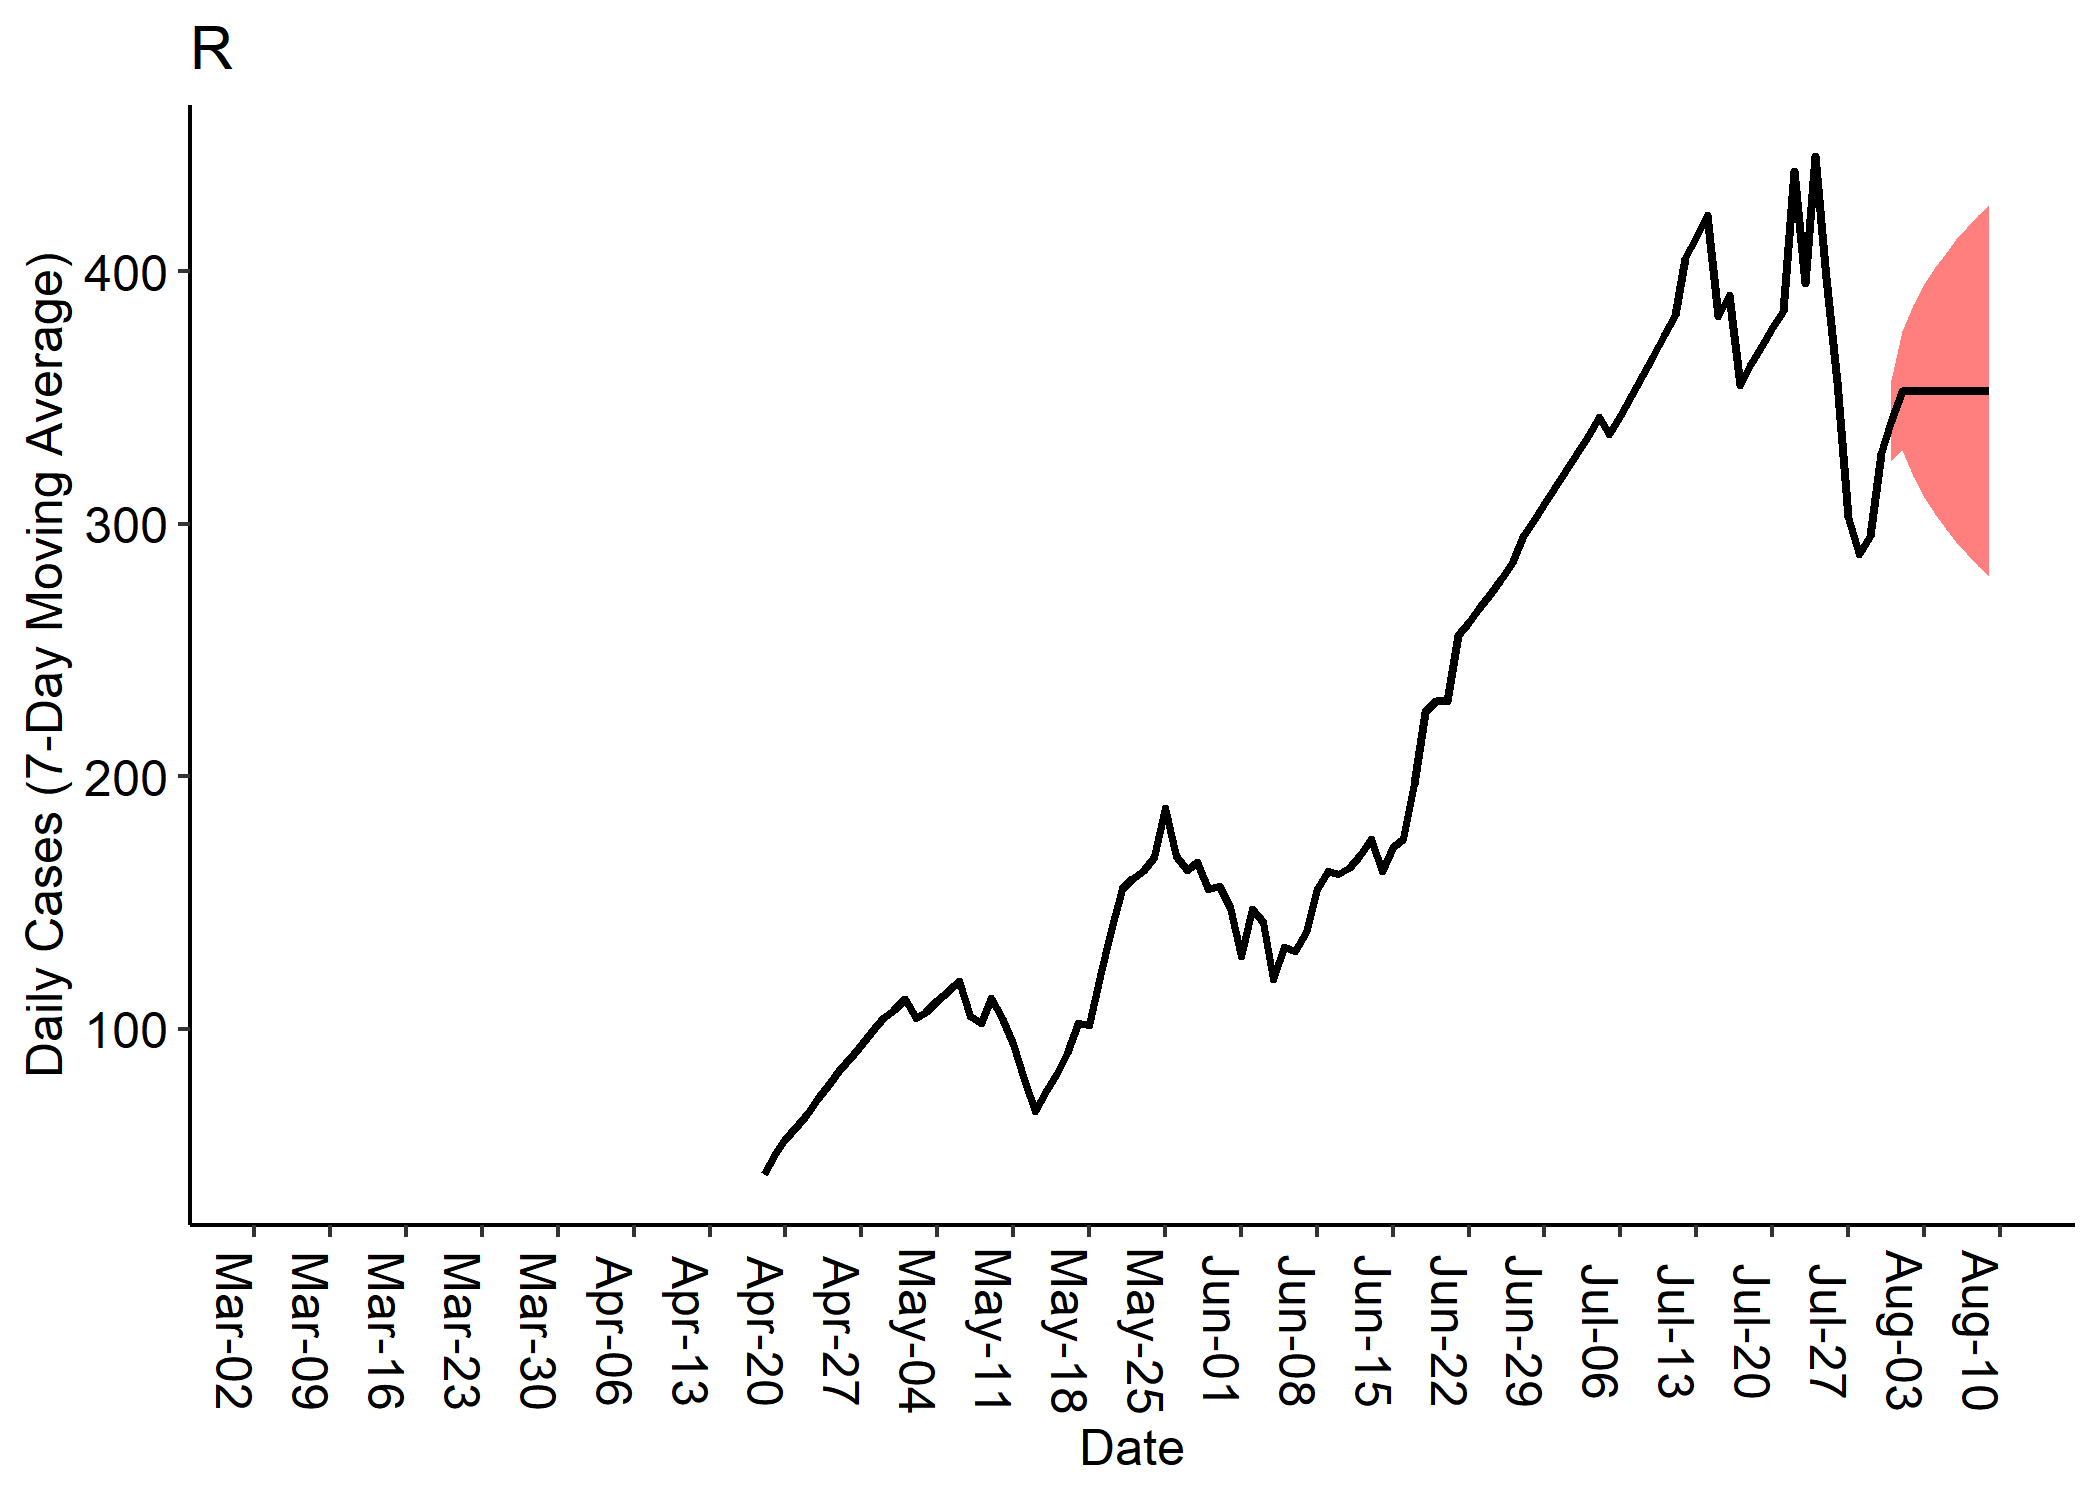 R
Daily Cases (7-Day Moving Average)
400
300
200
100
Mar-02
Mar-09
Mar-16
Mar-23
Mar-30
Apr-06
Apr-13
Apr-20
Apr-27
May-04
May-11
May-18
May-25
Jun-01
Jun-08
Jun-15
Jun-22
Jun-29
Jul-06
Jul-13
Jul-20
Jul-27
Aug-03
Aug-10
Date